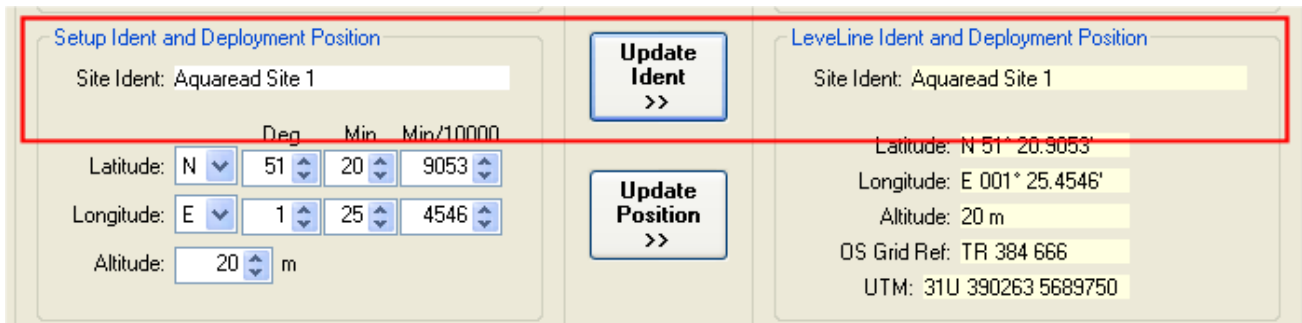 Setup Ident and Deployment Position
Site Ident: Aquaread Site 1
Deg Min Min/10000
Latitude: N 51 20 9053
Longitude: E 1 25 4546
Altitude: 20 m
Update
Ident
>>
Update
Position
>>
LeveLine Ident and Deployment Position
Site Ident: Aquaread Site 1
Latitude: N 51° 20.9053'
Longitude: E 001° 25.4546'
Altitude: 20 m
OS Grid Ref: TR 384 666
UTM: 31U 390263 5689750